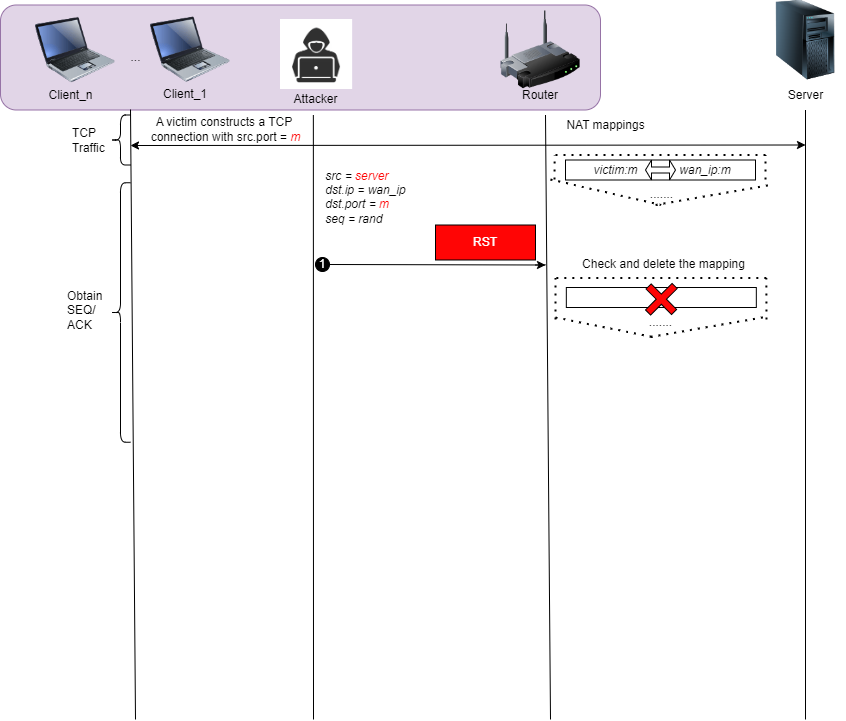 ...
Client_n
Client_1
Attacker
Router
Server
TCP
Traffic
A victim constructs a TCP
connection with src.port = m
NAT mappings
victim:m
wan_ip:m
.......
src = server
dst.ip = wan_ip
dst.port = m
seq = rand
RST
1
Check and delete the mapping
.......
Obtain
SEQ/
ACK